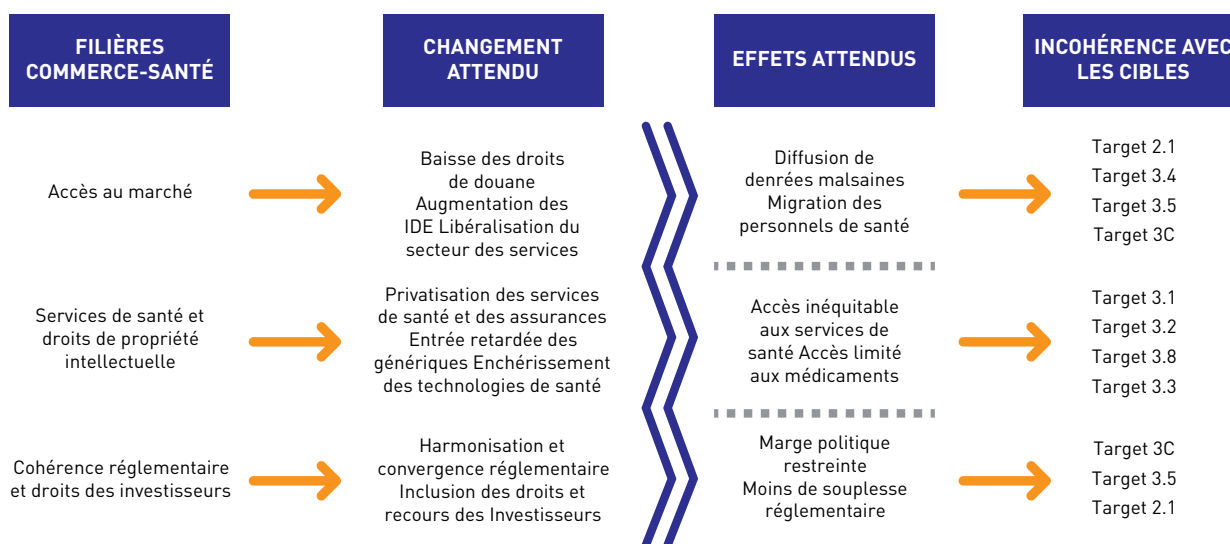 FILIÈRES
COMMERCE-SANTÉ
CHANGEMENT
ATTENDU
EFFETS ATTENDUS
INCOHÉRENCE AVEC
LES CIBLES
Accès au marché
Baisse des droits
de douane
Augmentation des
IDE Libéralisation du
secteur des services
Diffusion de
denrées malsaines
Migration des
personnels de santé
Target 2.1
Target 3.4
Target 3.5
Target 3C
Services de santé et
droits de propriété
intellectuelle
Privatisation des services
de santé et des assurances
Entrée retardée des
génériques Enchérissement
des technologies de santé
Accès inéquitable
aux services de
santé Accès limité
aux médicaments
Target 3.1
Target 3.2
Target 3.8
Target 3.3
Cohérence réglementaire
et droits des investisseurs
Harmonisation et
convergence réglementaire
Inclusion des droits et
recours des Investisseurs
Marge politique
restreinte
Moins de souplesse
réglementaire
Target 3C
Target 3.5
Target 2.1